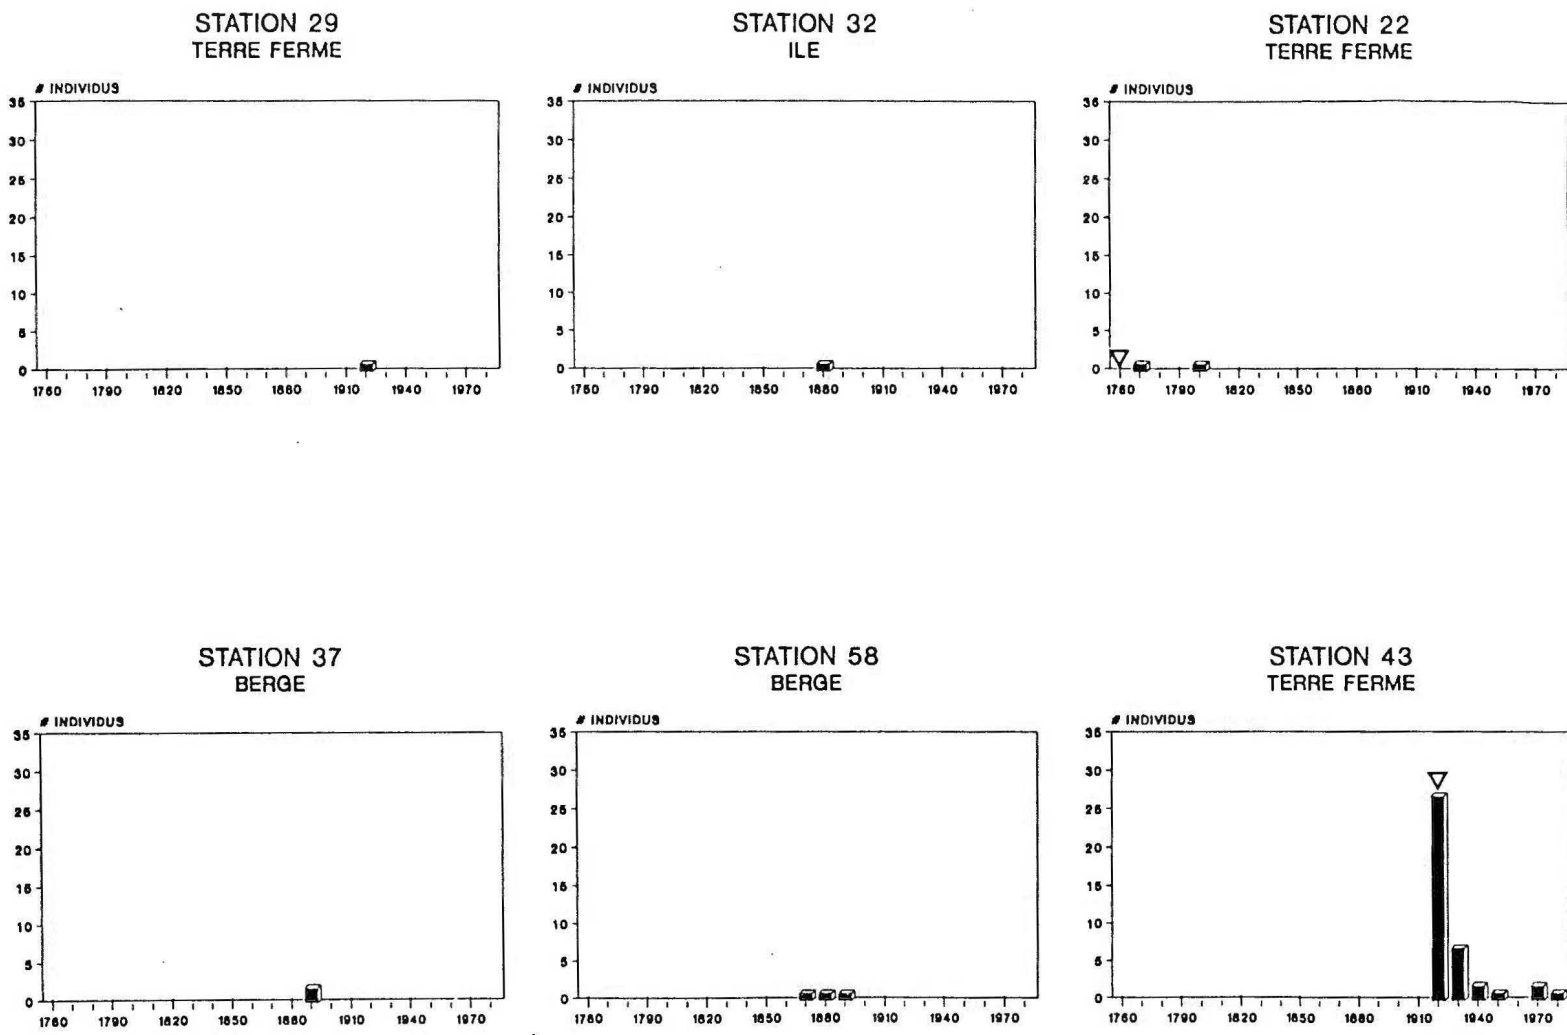 STATION 29
TERRE FERME
# INDIVIDUS
35
30
25
20
15
10
5
0
1760 1790 1820 1850 1880 1910 1940 1970
STATION 32
ILE
# INDIVIDUS
35
30
25
20
15
10
5
0
1760 1790 1820 1850 1880 1910 1940 1970
STATION 22
TERRE FERME
# INDIVIDUS
35
30
25
20
15
10
5
0
1760 1790 1820 1850 1880 1910 1940 1970
STATION 37
BERGE
# INDIVIDUS
35
30
25
20
15
10
5
0
1760 1790 1820 1850 1880 1910 1940 1970
STATION 58
BERGE
# INDIVIDUS
35
30
25
20
15
10
5
0
1760 1790 1820 1850 1880 1910 1940 1970
STATION 43
TERRE FERME
# INDIVIDUS
35
30
25
20
15
10
5
0
1760 1790 1820 1850 1880 1910 1940 1970